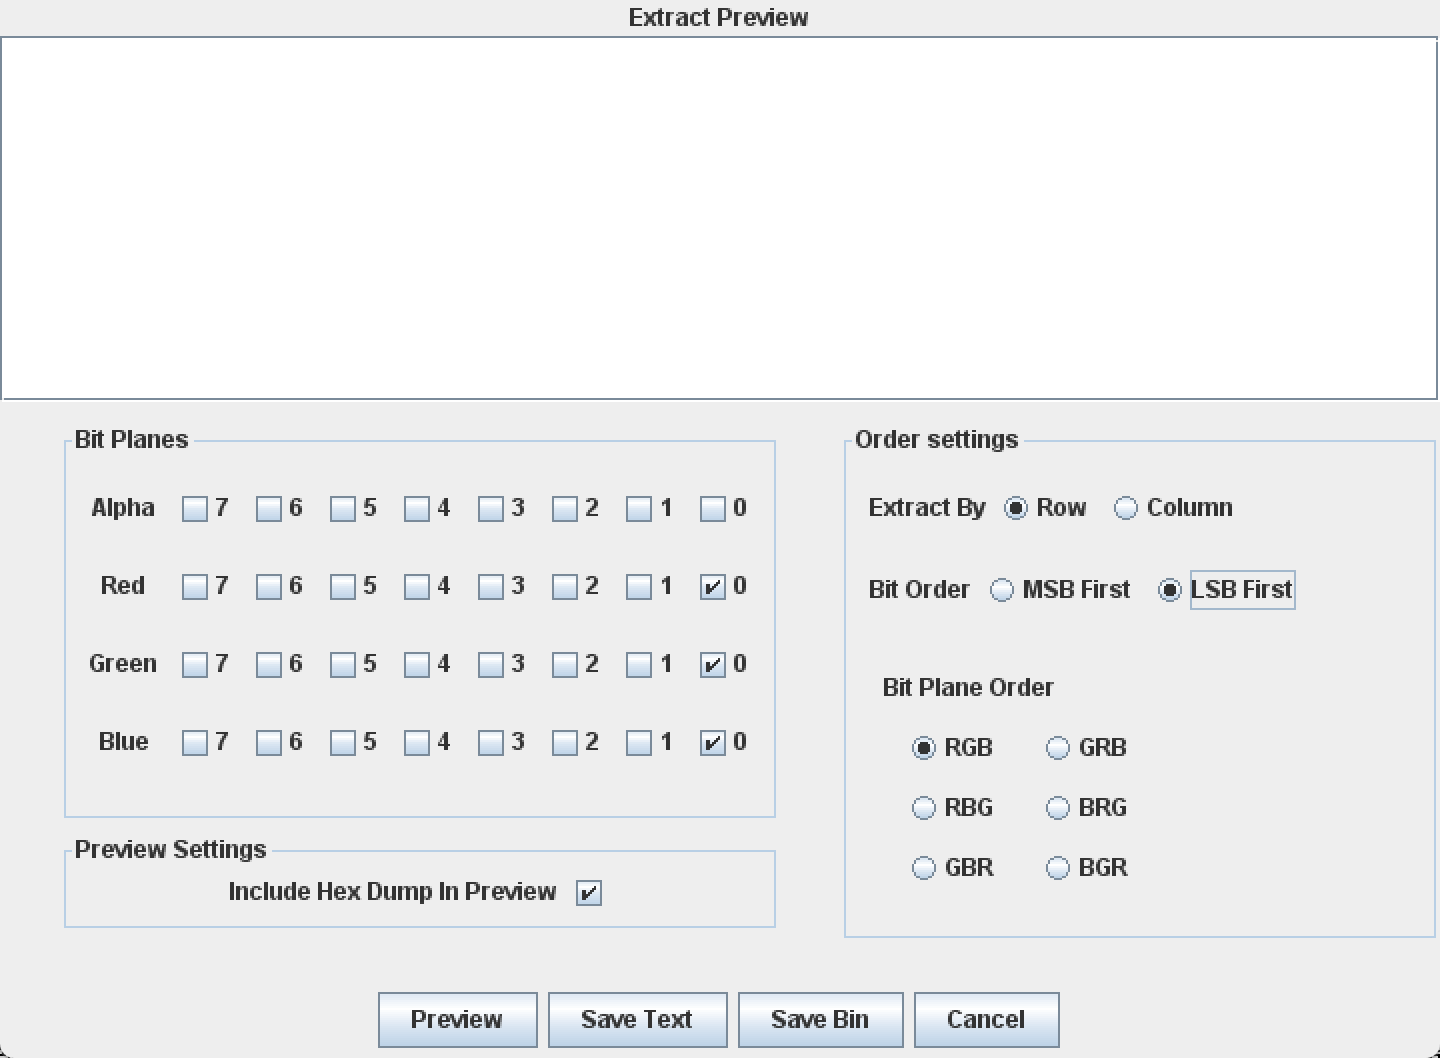 Extract Preview
Bit Planes
Alpha 7 6 5 4 3 2 1 0
Red 7 6 5 4 3 2 1 0
Green 7 6 5 4 3 2 1 0
Blue 7 6 5 4 3 2 1 0
Preview Settings
Include Hex Dump In Preview
Order settings
Extract By Row Column
Bit Order MSB First LSB First
Bit Plane Order
RGB GRB
RBG BRG
GBR BGR
Preview Save Text Save Bin Cancel